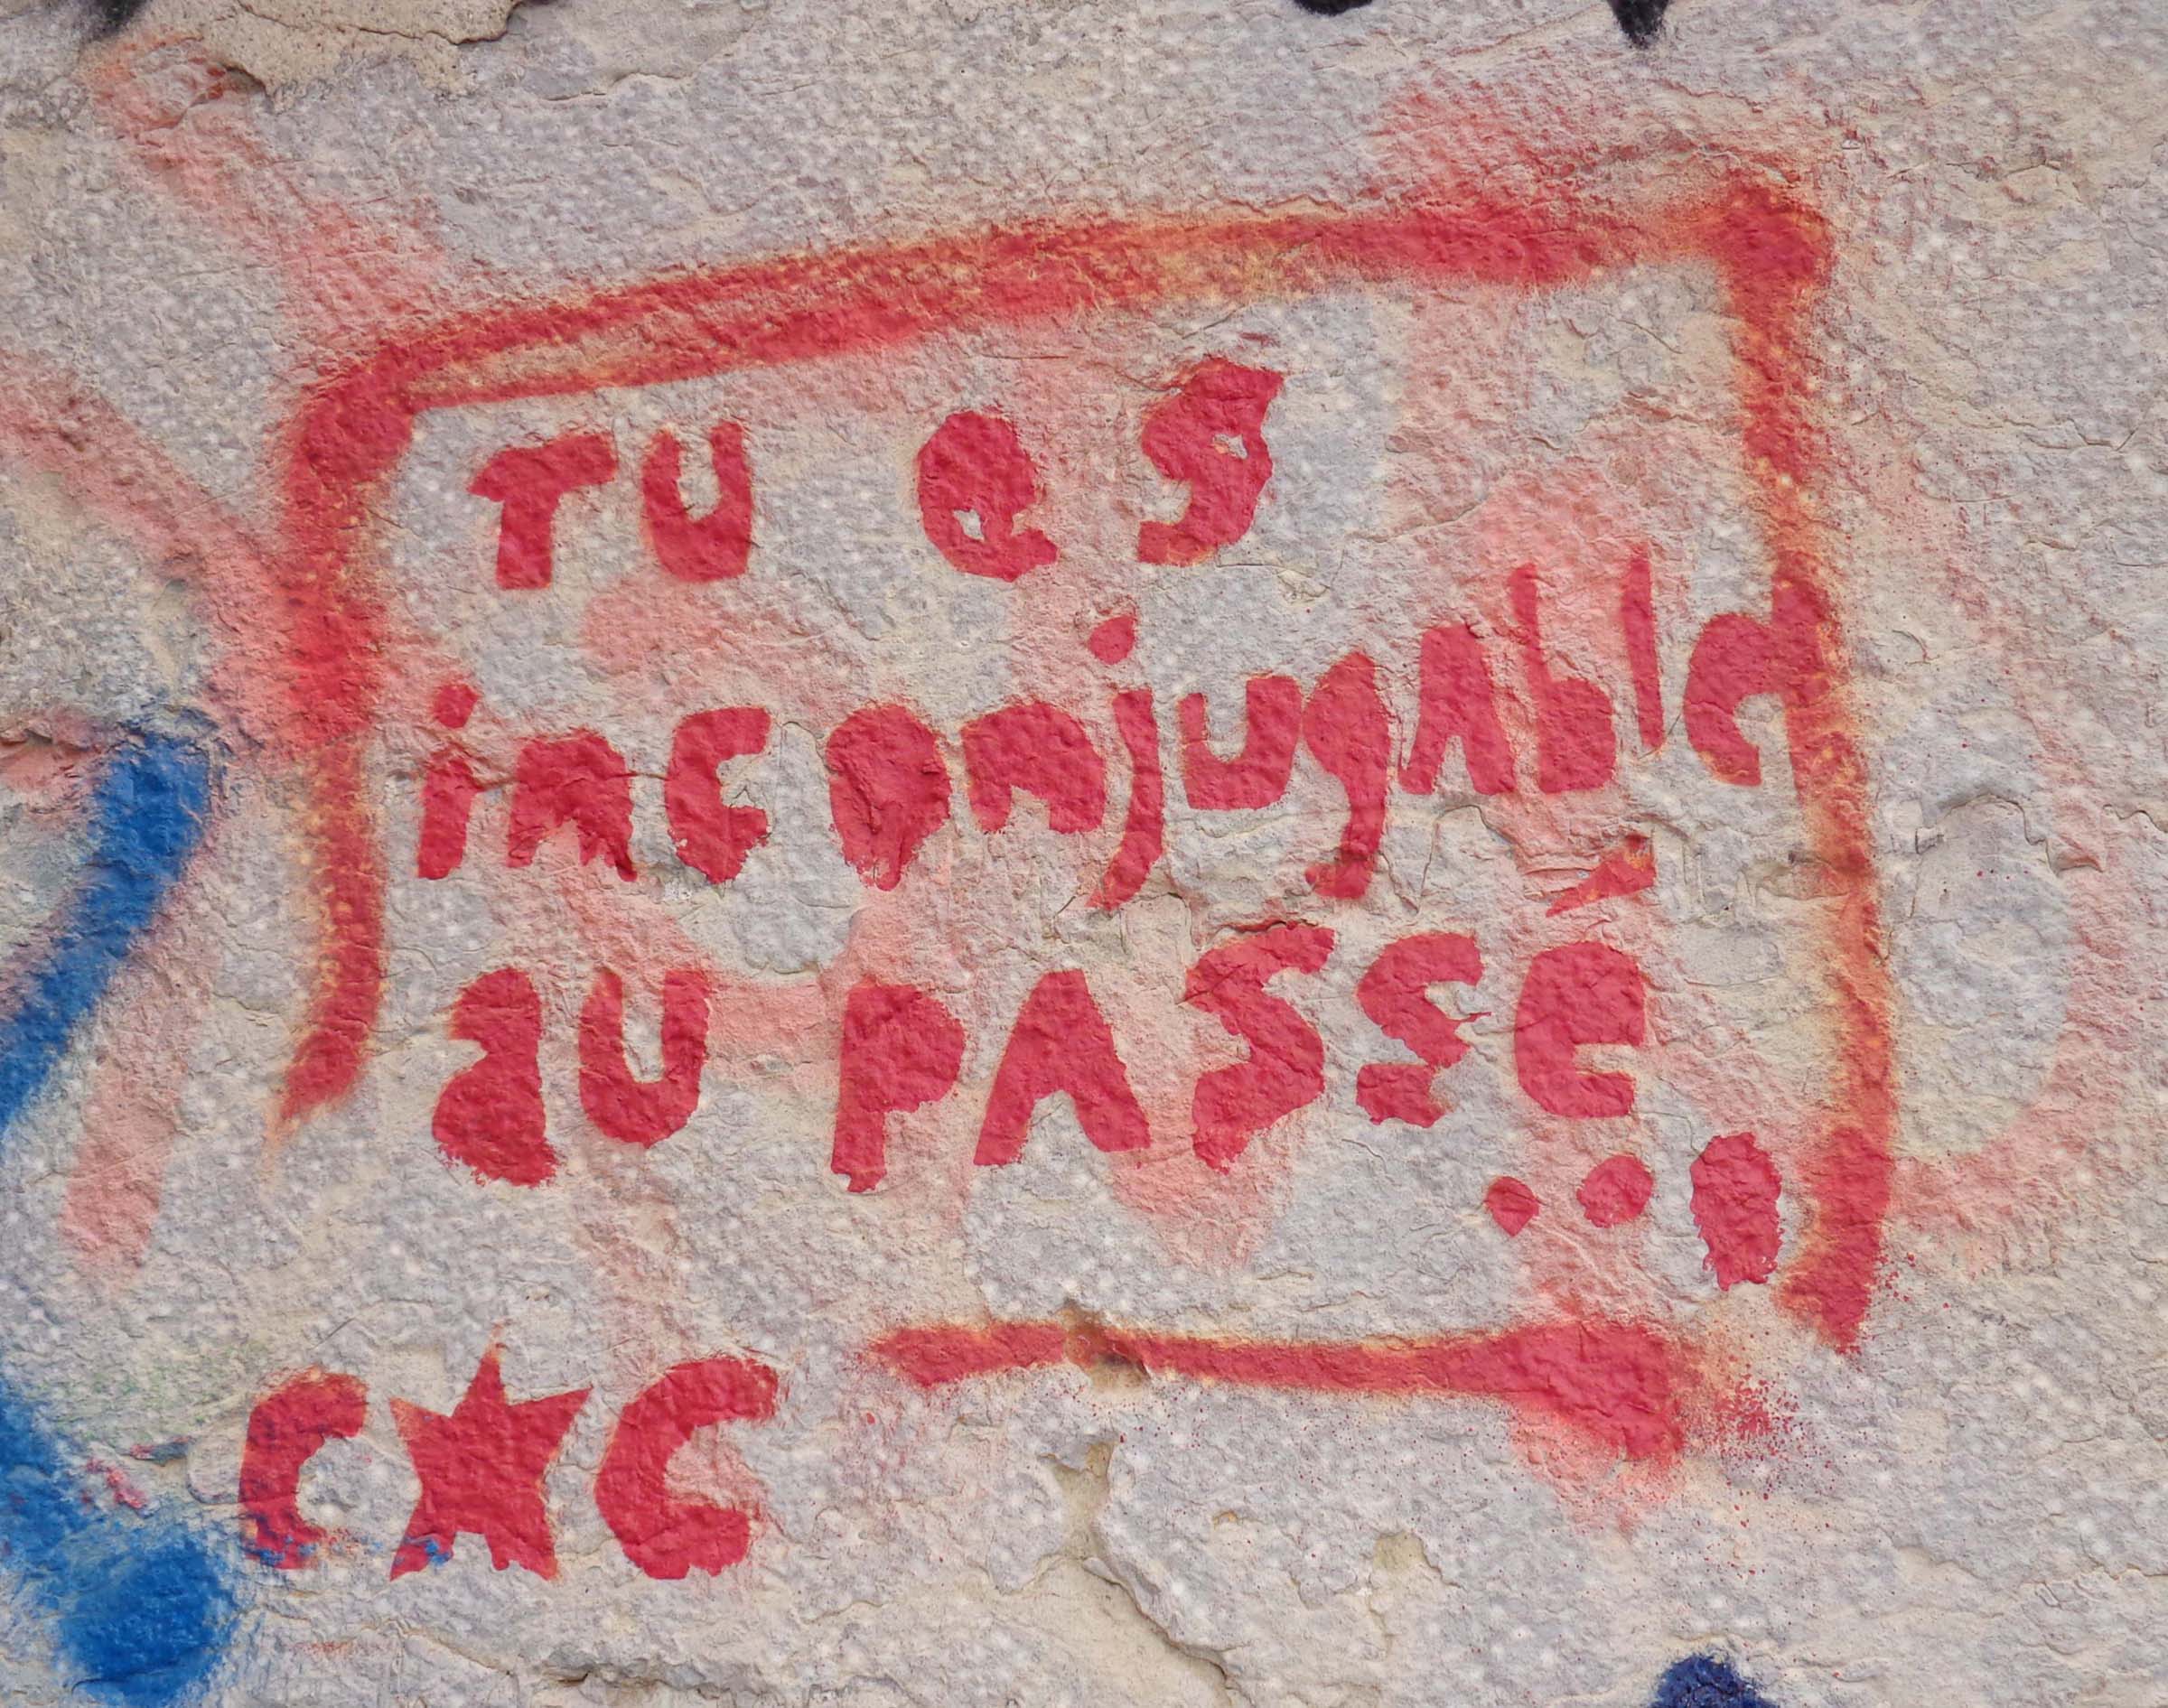 TU es
inconjugAble
au PASSé
C★C